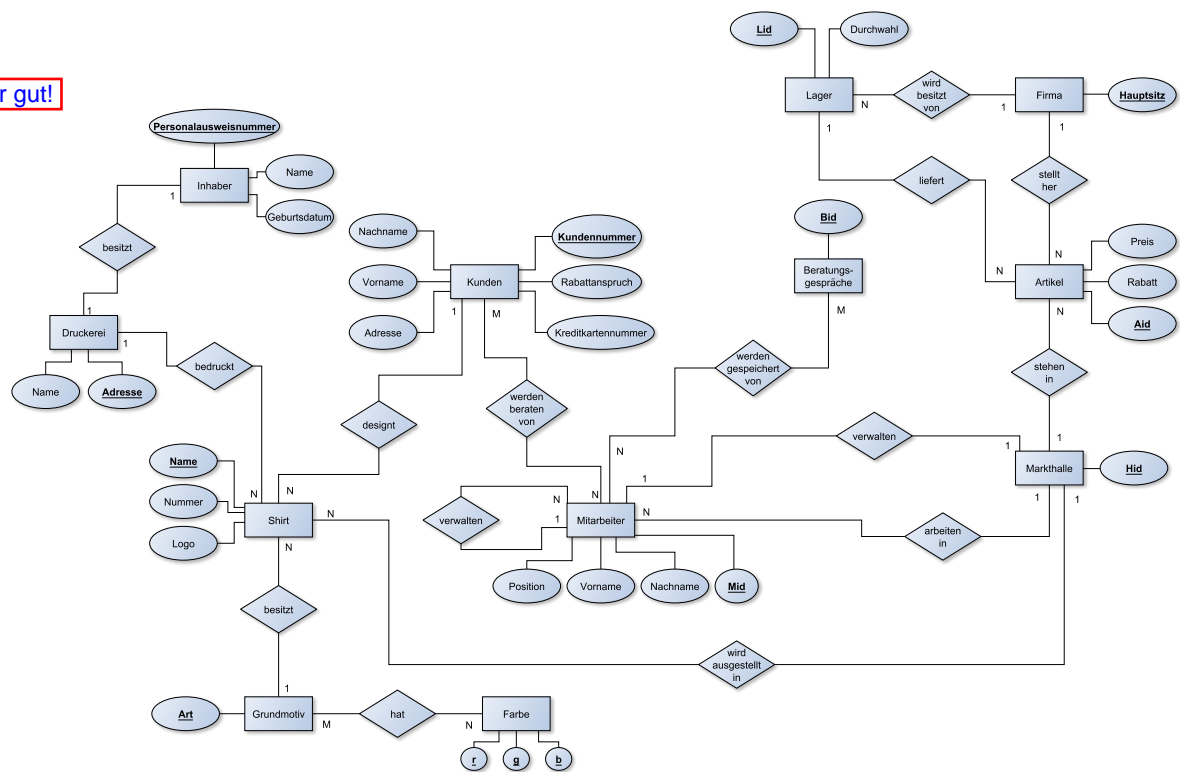 Lid
Durchwahl
r gut!
Lager
N
wird
besitzt
von
1
Firma
Hauptsitz
1
1
Personalausweisnummer
Inhaber
1
Name
Geburtsdatum
liefert
stellt
her
besitzt
Nachname
Kundennummer
Bid
Vorname
Kunden
Rabattanspruch
Beratungs-
gespräche
N
N
Artikel
Preis
Rabatt
Aid
1
Druckerei
1
Adresse
1
M
Kreditkartennummer
M
N
Name
Adresse
bedruckt
werden
gespeichert
von
stehen
in
designt
werden
beraten
von
verwalten
1
1
N
Name
Nummer
Logo
N
N
Shirt
N
N
verwalten
N
1
N
1
Mitarbeiter
N
Markthalle
Hid
1
1
arbeiten
in
Position
Vorname
Nachname
Mid
besitzt
wird
ausgestellt
in
1
Art
Grundmotiv
M
hat
N
Farbe
r
g
b